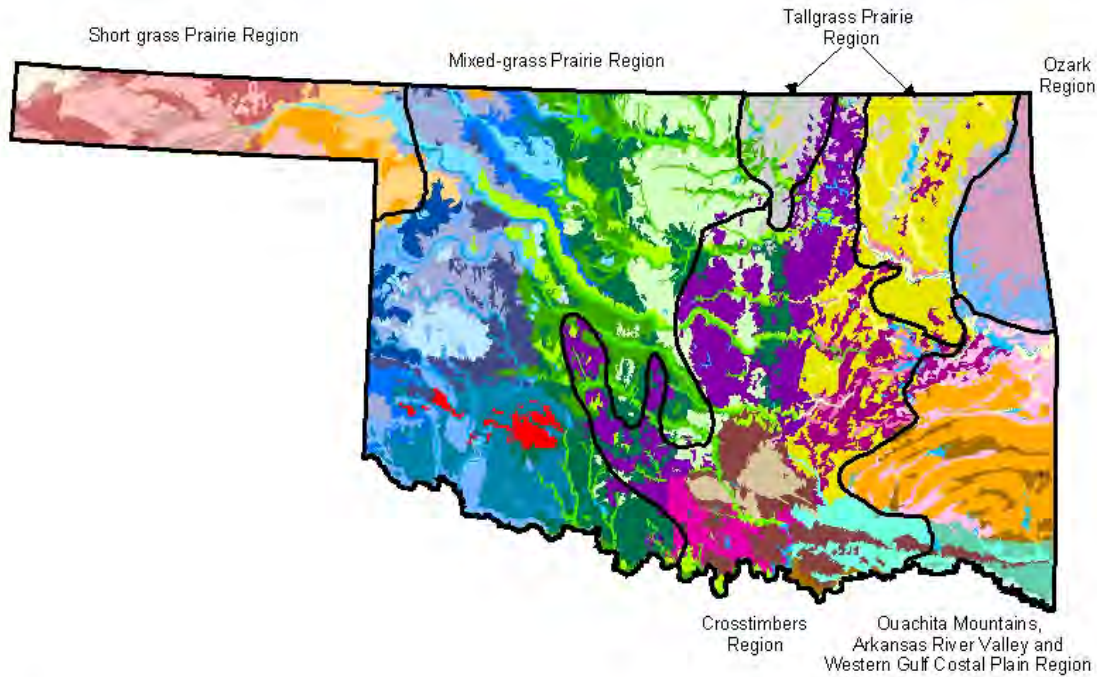 Tallgrass Prairie
Region
Short grass Prairie Region
Mixed-grass Prairie Region
Ozark
Region
Crosstimbers
Region
Ouachita Mountains,
Arkansas River Valley and
Western Gulf Costal Plain Region